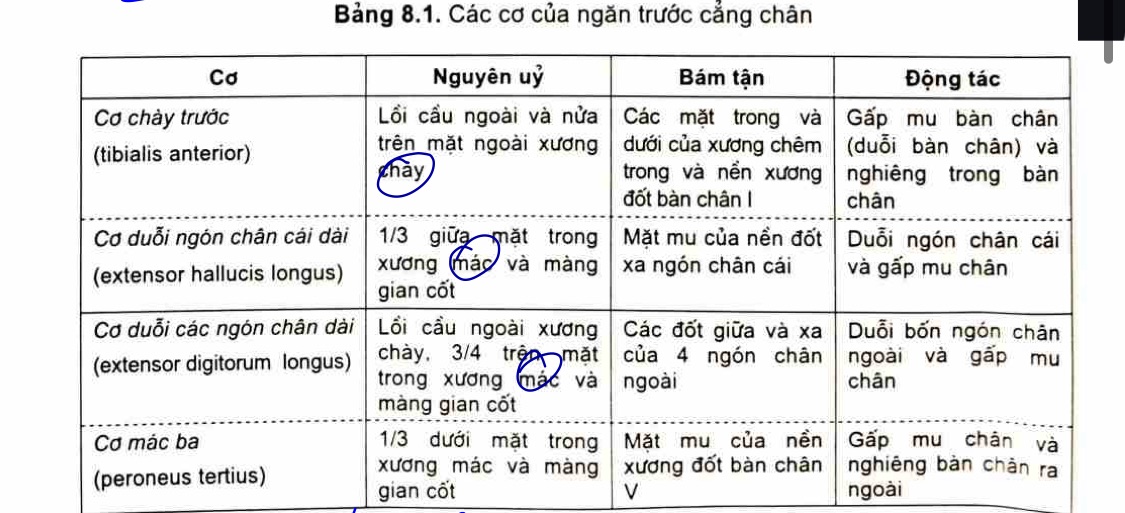 Bảng 8.1. Các cơ của ngăn trước cẳng chân
Cơ
Nguyên uỷ
Bám tận
Động tác
Cơ chày trước
(tibialis anterior)
Lồi cầu ngoài và nửa
trên mặt ngoài xương
chày
Các mặt trong và
dưới của xương chêm
trong và nền xương
đốt bàn chân I
Gấp mu bàn chân
(duỗi bàn chân) và
nghiêng trong bàn
chân
Cơ duỗi ngón chân cái dài
(extensor hallucis longus)
1/3 giữa mặt trong
xương mác và màng
gian cốt
Mặt mu của nền đốt
xa ngón chân cái
Duỗi ngón chân cái
và gấp mu chân
Cơ duỗi các ngón chân dài
(extensor digitorum longus)
Lồi cầu ngoài xương
chày, 3/4 trên mặt
trong xương mác và
màng gian cốt
Các đốt giữa và xa
của 4 ngón chân
ngoài
Duỗi bốn ngón chân
ngoài và gấp mu
chân
Cơ mác ba
(peroneus tertius)
1/3 dưới mặt trong
xương mác và màng
gian cốt
Mặt mu của nền
xương đốt bàn chân
V
Gấp mu chân và
nghiêng bàn chân ra
ngoài